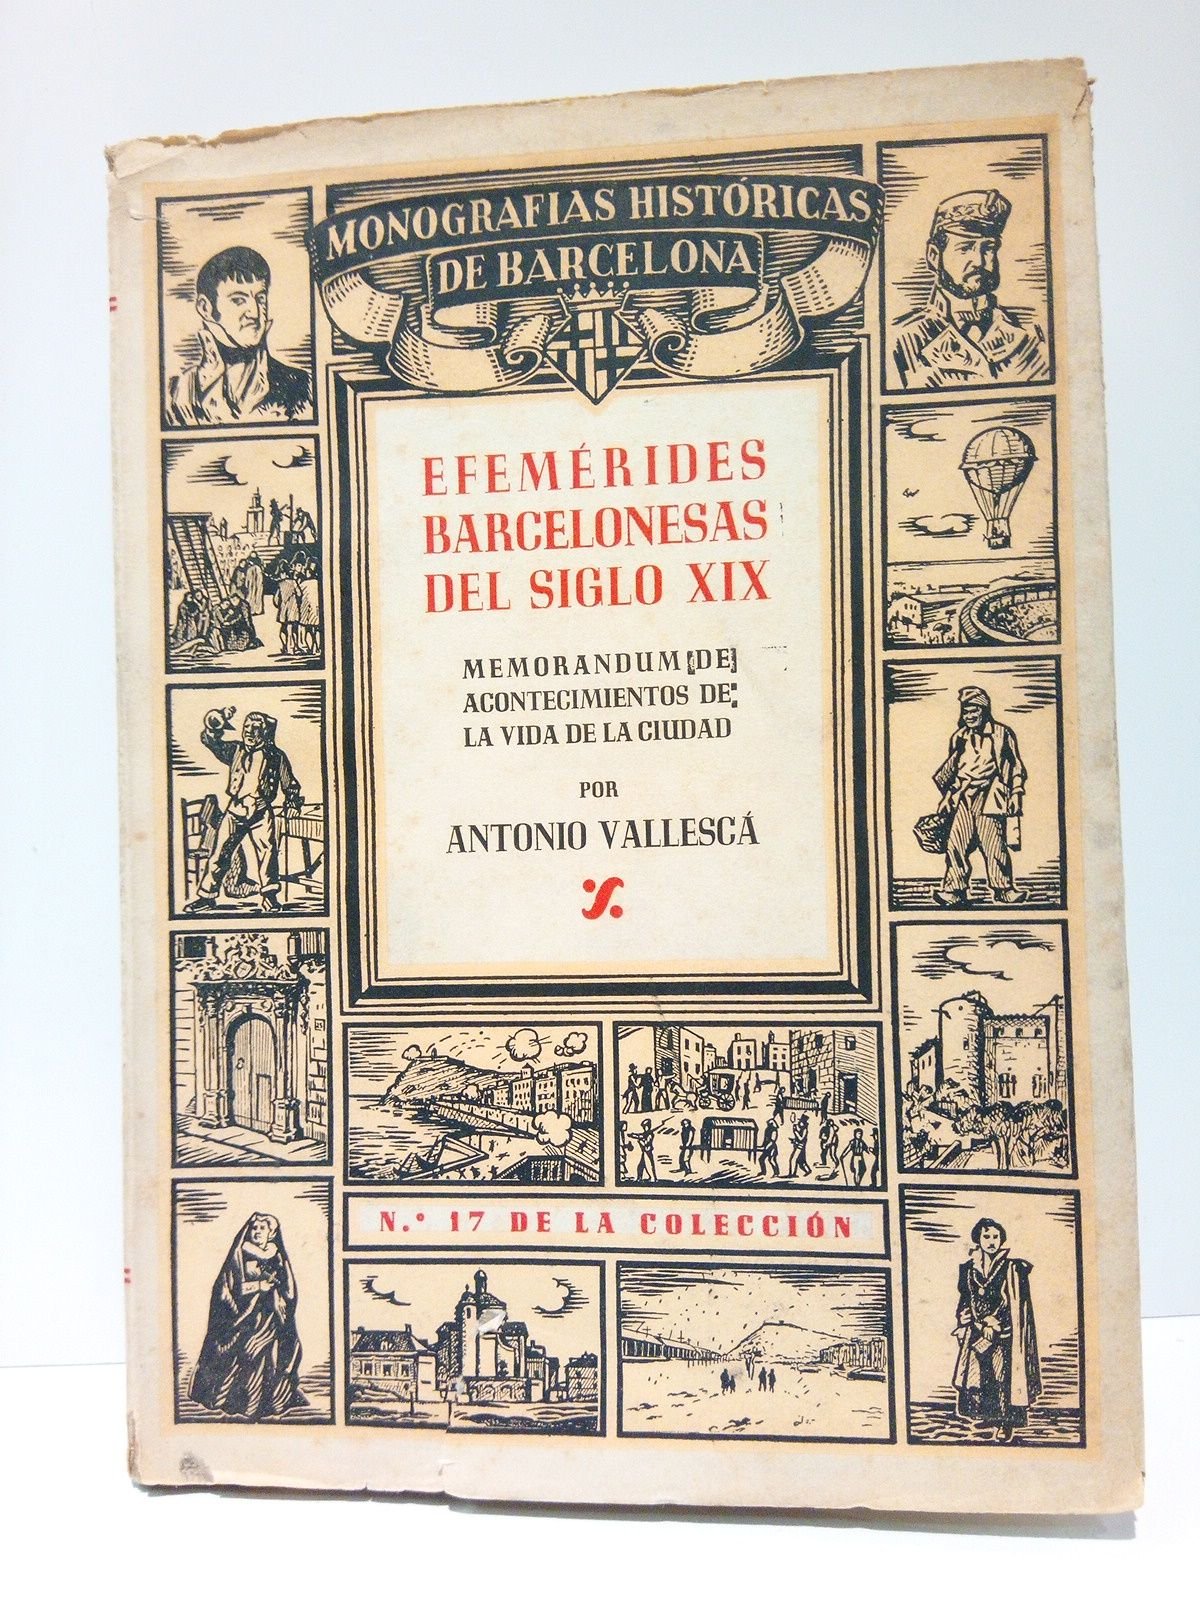 MONOGRAFIAS HISTÓRICAS
DE BARCELONA
EFEMÉRIDES
BARCELONESAS
DEL SIGLO XIX
MEMORANDUM DE
ACONTECIMIENTOS DE
LA VIDA DE LA CIUDAD
POR
ANTONIO VALLESCÁ
N.º 17 DE LA COLECCIÓN